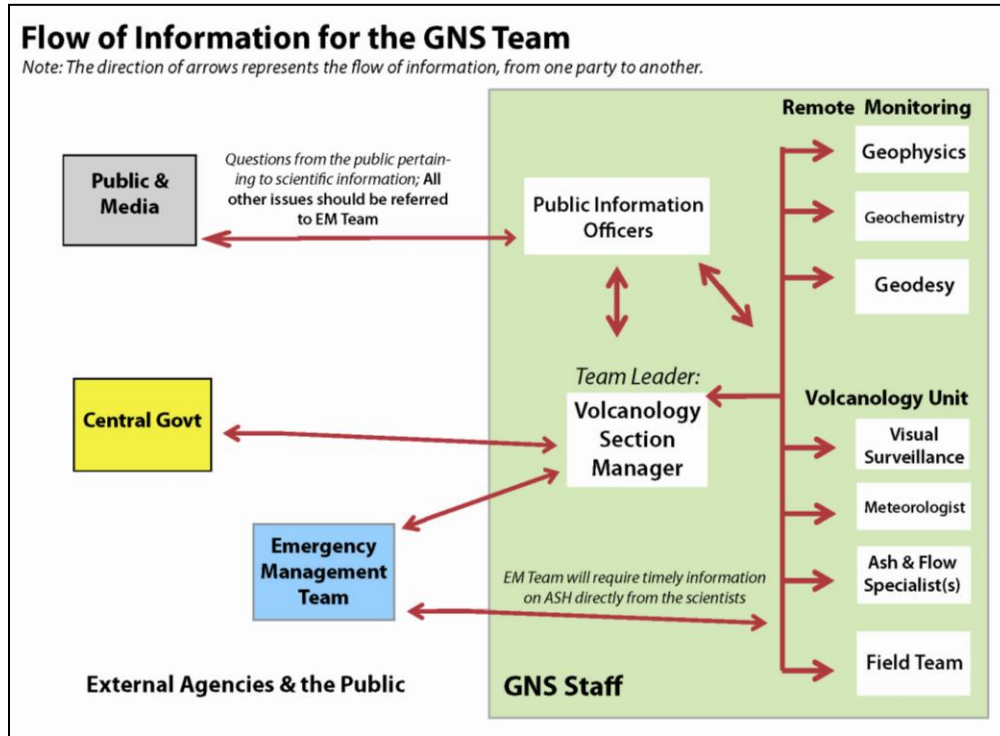 Flow of Information for the GNS Team
Note: The direction of arrows represents the flow of information, from one party to another.
Remote Monitoring
Public &
Media
Questions from the public pertain-
ing to scientific information; All
other issues should be referred
to EM Team
Public Information
Officers
Geophysics
Geochemistry
Geodesy
Central Govt
Team Leader:
Volcanology
Section
Manager
Volcanology Unit
Visual
Surveillance
Meteorologist
Ash & Flow
Specialist(s)
Field Team
Emergency
Management
Team
EM Team will require timely information
on ASH directly from the scientists
External Agencies & the Public
GNS Staff